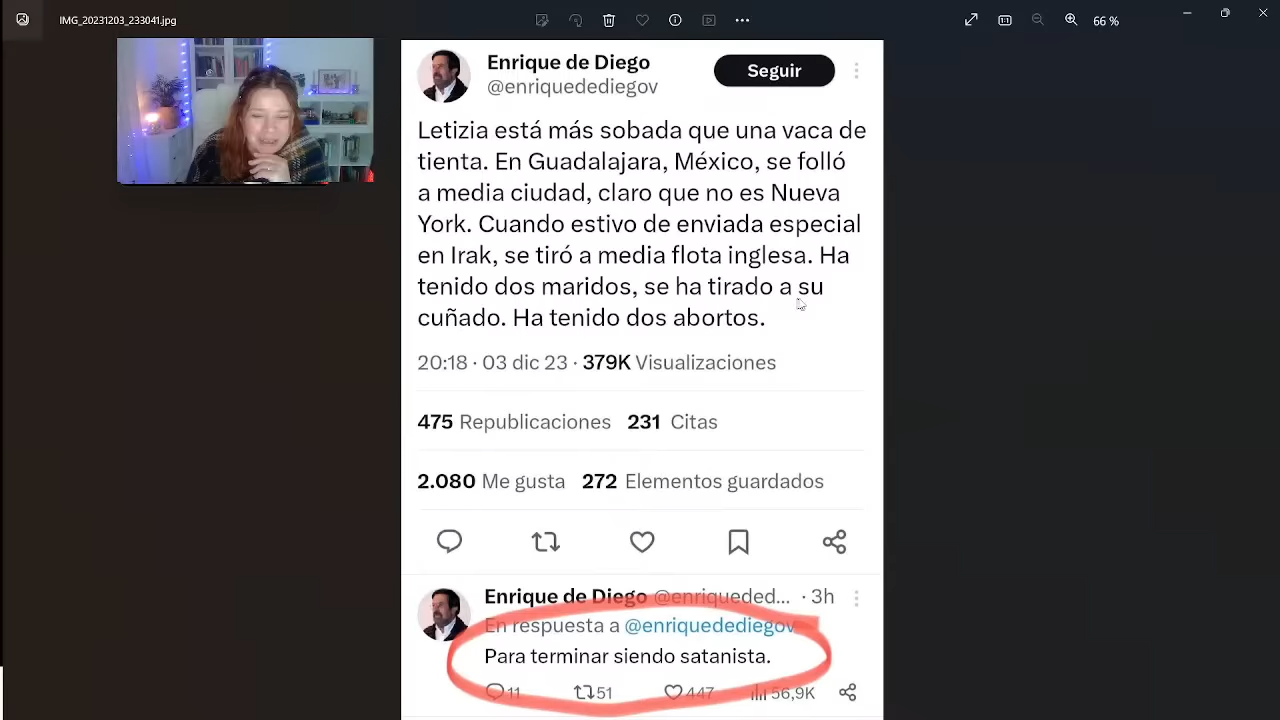 IMG_20231203_233041.jpg
66 %
Enrique de Diego
@enriquedediegov
Seguir
Letizia está más sobada que una vaca de
tienta. En Guadalajara, México, se folló
a media ciudad, claro que no es Nueva
York. Cuando estivo de enviada especial
en Irak, se tiró a media flota inglesa. Ha
tenido dos maridos, se ha tirado a su
cuñado. Ha tenido dos abortos.
20:18 · 03 dic 23 · 379K Visualizaciones
475 Republicaciones 231 Citas
2.080 Me gusta 272 Elementos guardados
Enrique de Diego @enriqueded... · 3h
En respuesta a @enriquedediegov
Para terminar siendo satanista.
11 51 447 56,9K